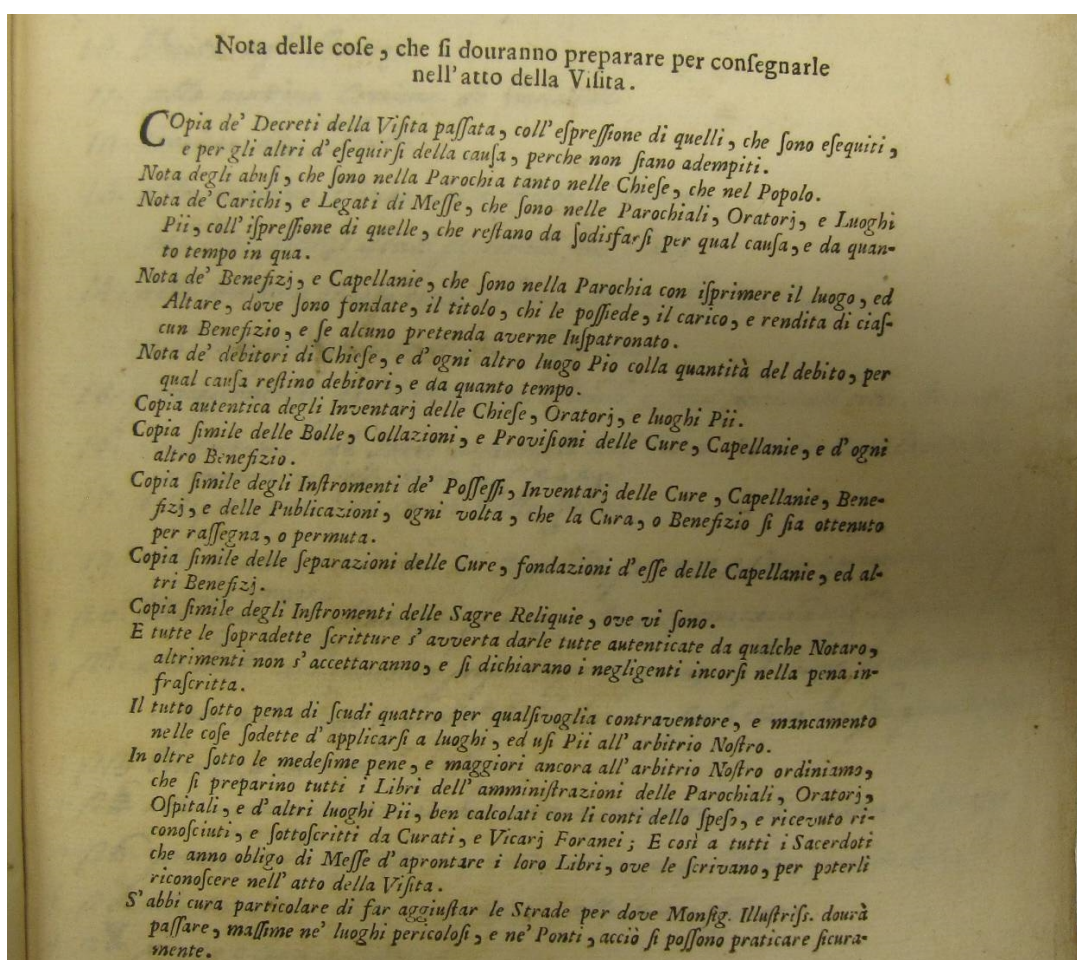 Nota delle coſe, che ſi douranno preparare per conſegnarle
nell'atto della Viſita.
COpia de' Decreti della Viſita paſſata, coll'eſpreſſione di quelli, che ſono eſequiti,
e per gli altri d'eſequirſi della cauſa, perche non ſiano adempiti.
Nota degli abuſi, che ſono nella Parochia tanto nelle Chieſe, che nel Popolo.
Nota de' Carichi, e Legati di Meſſe, che ſono nelle Parochiali, Oratorj, e Luoghi
Pii, coll'iſpreſſione di quelle, che reſtano da ſodisfarſi per qual cauſa, e da quan-
to tempo in qua.
Nota de' Benefizj, e Capellanie, che ſono nella Parochia con iſprimere il luogo, ed
Altare, dove ſono fondate, il titolo, chi le poſſiede, il carico, e rendita di ciaſ-
cun Benefizio, e ſe alcuno pretenda averne Iuſpatronato.
Nota de' debitori di Chieſe, e d'ogni altro luogo Pio colla quantità del debito, per
qual cauſa reſtino debitori, e da quanto tempo.
Copia autentica degli Inventarj delle Chieſe, Oratorj, e luoghi Pii.
Copia ſimile delle Bolle, Collazioni, e Proviſioni delle Cure, Capellanie, e d'ogni
altro Benefizio.
Copia ſimile degli Inſtromenti de' Poſſeſſi, Inventarj delle Cure, Capellanie, Bene-
fizj, e delle Publicazioni, ogni volta, che la Cura, o Benefizio ſi ſia ottenuto
per raſſegna, o permuta.
Copia ſimile delle ſeparazioni delle Cure, fondazioni d'eſſe delle Capellanie, ed al-
tri Benefizj.
Copia ſimile degli Inſtromenti delle Sagre Reliquie, ove vi ſono.
E tutte le ſopradette ſcritture s'avverta darle tutte autenticate da qualche Notaro,
altrimenti non s'accettaranno, e ſi dichiarano i negligenti incorſi nella pena in-
fraſcritta.
Il tutto ſotto pena di ſcudi quattro per qualſivoglia contraventore, e mancamento
nelle coſe ſodette d'applicarſi a luoghi, ed uſi Pii all'arbitrio Noſtro.
In oltre ſotto le medeſime pene, e maggiori ancora all'arbitrio Noſtro ordiniamo,
che ſi preparino tutti i Libri dell'amminiſtrazioni delle Parochiali, Oratorj,
Oſpitali, e d'altri luoghi Pii, ben calcolati con li conti dello ſpeſo, e ricevuto ri-
conoſciuti, e ſottoſcritti da Curati, e Vicarj Foranei; E così a tutti i Sacerdoti
che anno obligo di Meſſe d'aprontare i loro Libri, ove le ſcrivano, per poterli
riconoſcere nell'atto della Viſita.
S'abbi cura particolare di far aggiuſtar le Strade per dove Monſig. Illuſtriſs. dourà
paſſare, maſſime ne' luoghi pericoloſi, e ne' Ponti, acciò ſi poſſono praticare ſicura-
mente.